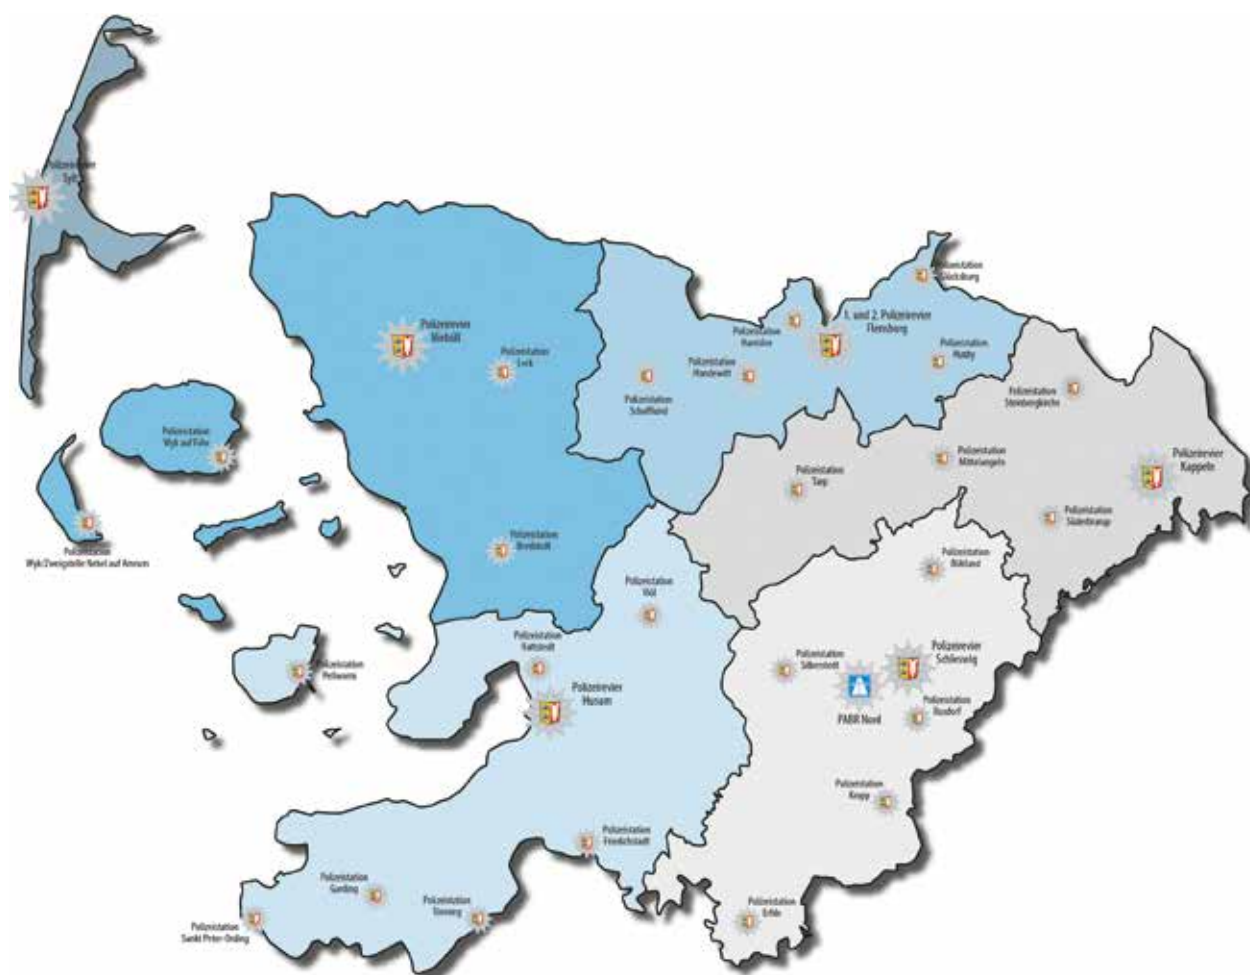 Polizeirevier
Sylt
Polizeistation
Glücksburg
1. und 2. Polizeirevier
Flensburg
Polizeistation
Harrislee
Polizeirevier
Niebüll
Polizeistation
Leck
Polizeistation
Handewitt
Polizeistation
Husby
Polizeistation
Schafflund
Polizeistation
Steinbergkirche
Polizeistation
Wyk auf Föhr
Polizeistation
Mittelangeln
Polizeirevier
Kappeln
Polizeistation
Tarp
Polizeistation
Süderbrarup
Polizeistation
Wyk/Zweigstelle Nebel auf Amrum
Polizeistation
Bredstedt
Polizeistation
Böklund
Polizeistation
Viöl
Polizeistation
Hattstedt
Polizeistation
Pellworm
Polizeistation
Silberstedt
Polizeirevier
Schleswig
Polizeirevier
Husum
PABR Nord
Polizeistation
Busdorf
Polizeistation
Kropp
Polizeistation
Friedrichstadt
Polizeistation
Garding
Polizeistation
Tönning
Polizeistation
Erfde
Polizeistation
Sankt Peter-Ording